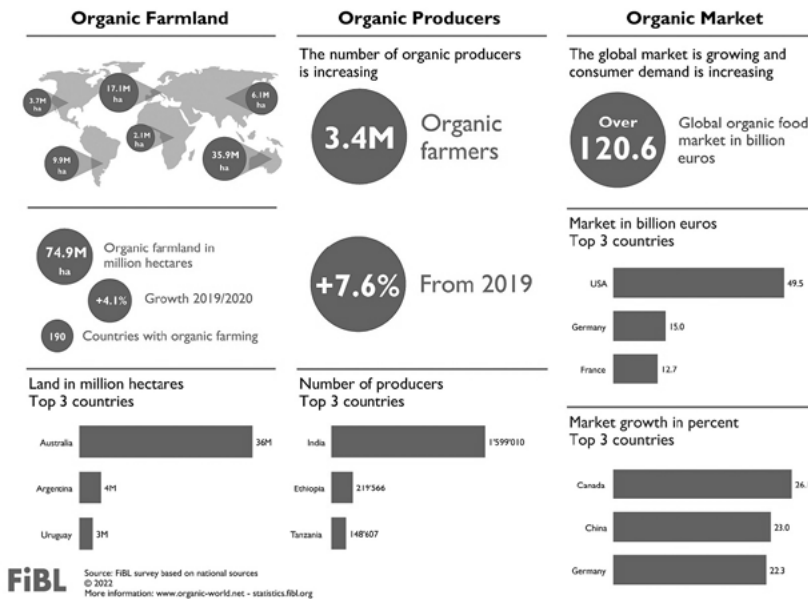 Organic Farmland
3.7M
ha
17.1M
ha
6.1M
ha
2.1M
ha
9.9M
ha
35.9M
ha
74.9M
ha
Organic farmland in
million hectares
+4.1%
Growth 2019/2020
190
Countries with organic farming
Land in million hectares
Top 3 countries
Australia
36M
Argentina
4M
Uruguay
3M
Organic Producers
The number of organic producers
is increasing
3.4M
Organic
farmers
+7.6%
From 2019
Number of producers
Top 3 countries
India
1'599'010
Ethiopia
219'566
Tanzania
148'607
Organic Market
The global market is growing and
consumer demand is increasing
Over
120.6
Global organic food
market in billion
euros
Market in billion euros
Top 3 countries
USA
49.5
Germany
15.0
France
12.7
Market growth in percent
Top 3 countries
Canada
26.
China
23.0
Germany
22.3
FiBL
Source: FiBL survey based on national sources
© 2022
More information: www.organic-world.net - statistics.fibl.org